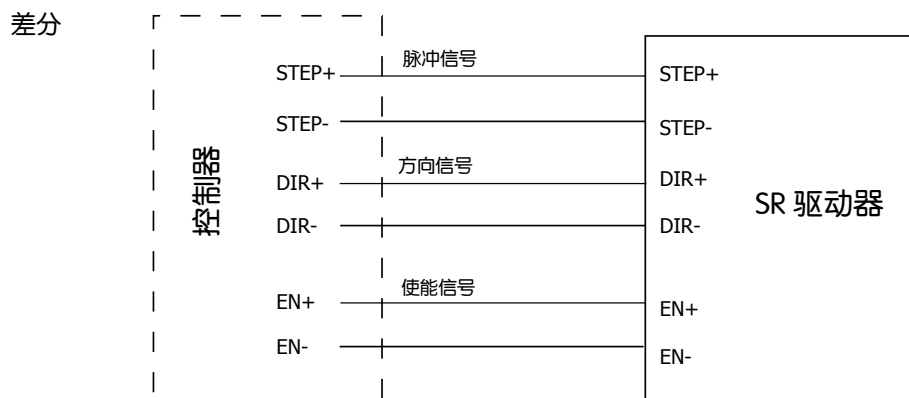 差分
控制器
STEP+
STEP-
DIR+
DIR-
EN+
EN-
脉冲信号
方向信号
使能信号
STEP+
STEP-
DIR+
DIR-
EN+
EN-
SR 驱动器